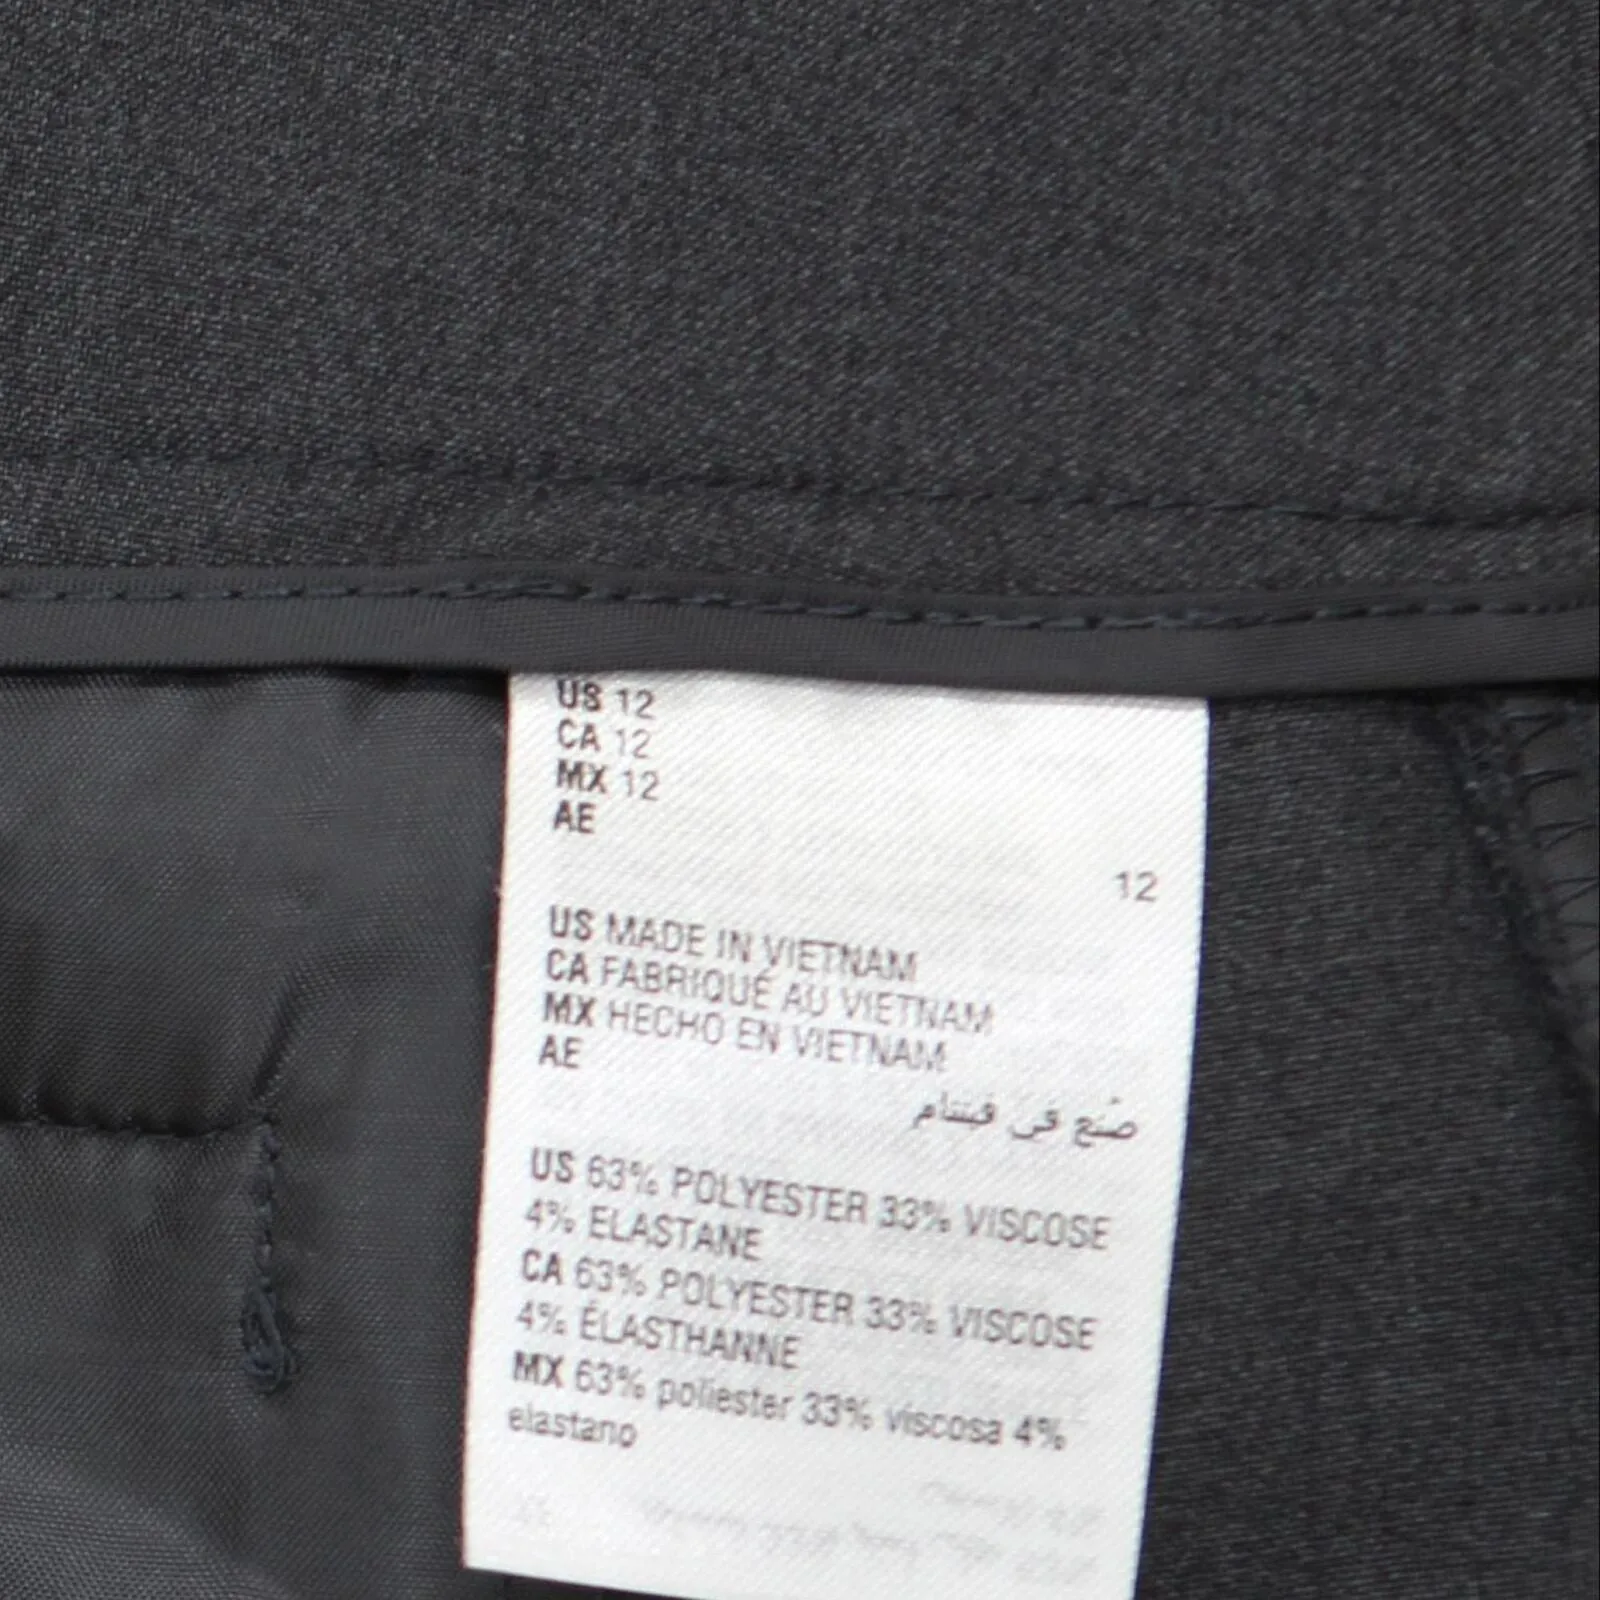 US 12
CA 12
MX 12
AE
12
US MADE IN VIETNAM
CA FABRIQUÉ AU VIETNAM
MX HECHO EN VIETNAM
AE
صُنع في فيتنام
US 63% POLYESTER 33% VISCOSE
4% ELASTANE
CA 63% POLYESTER 33% VISCOSE
4% ÉLASTHANNE
MX 63% poliester 33% viscosa 4%
elastano